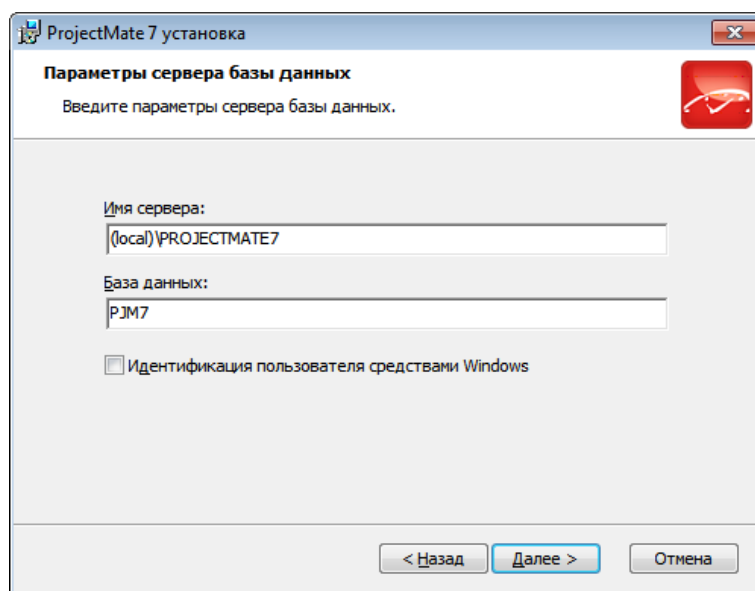 ProjectMate 7 установка
Параметры сервера базы данных
Введите параметры сервера базы данных.
Имя сервера:
(local)\PROJECTMATE7
База данных:
PJM7
Идентификация пользователя средствами Windows
< Назад Далее > Отмена